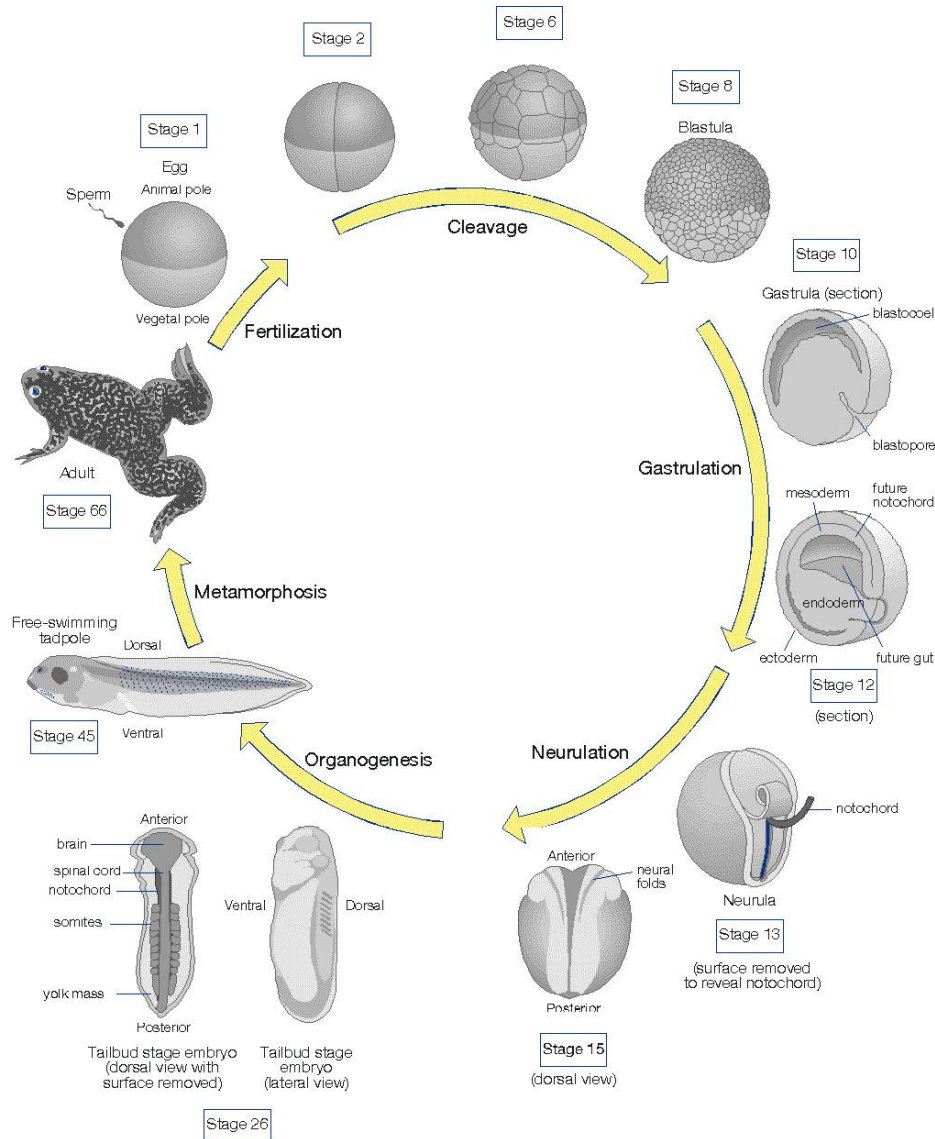 Stage 1
Egg
Animal pole
Sperm
Vegetal pole
Fertilization
Stage 2
Stage 6
Cleavage
Stage 8
Blastula
Stage 10
Gastrula (section)
blastocoel
blastopore
Gastrulation
mesoderm
future
notochord
endoderm
ectoderm
future gut
Stage 12
(section)
Neurulation
notochord
Neurula
Stage 13
(surface removed
to reveal notochord)
Anterior
neural
folds
Posterior
Stage 15
(dorsal view)
Organogenesis
Anterior
brain
spinal cord
notochord
somites
yolk mass
Posterior
Tailbud stage embryo
(dorsal view with
surface removed)
Ventral
Dorsal
Tailbud stage
embryo
(lateral view)
Stage 26
Free-swimming
tadpole
Dorsal
Ventral
Stage 45
Metamorphosis
Adult
Stage 66